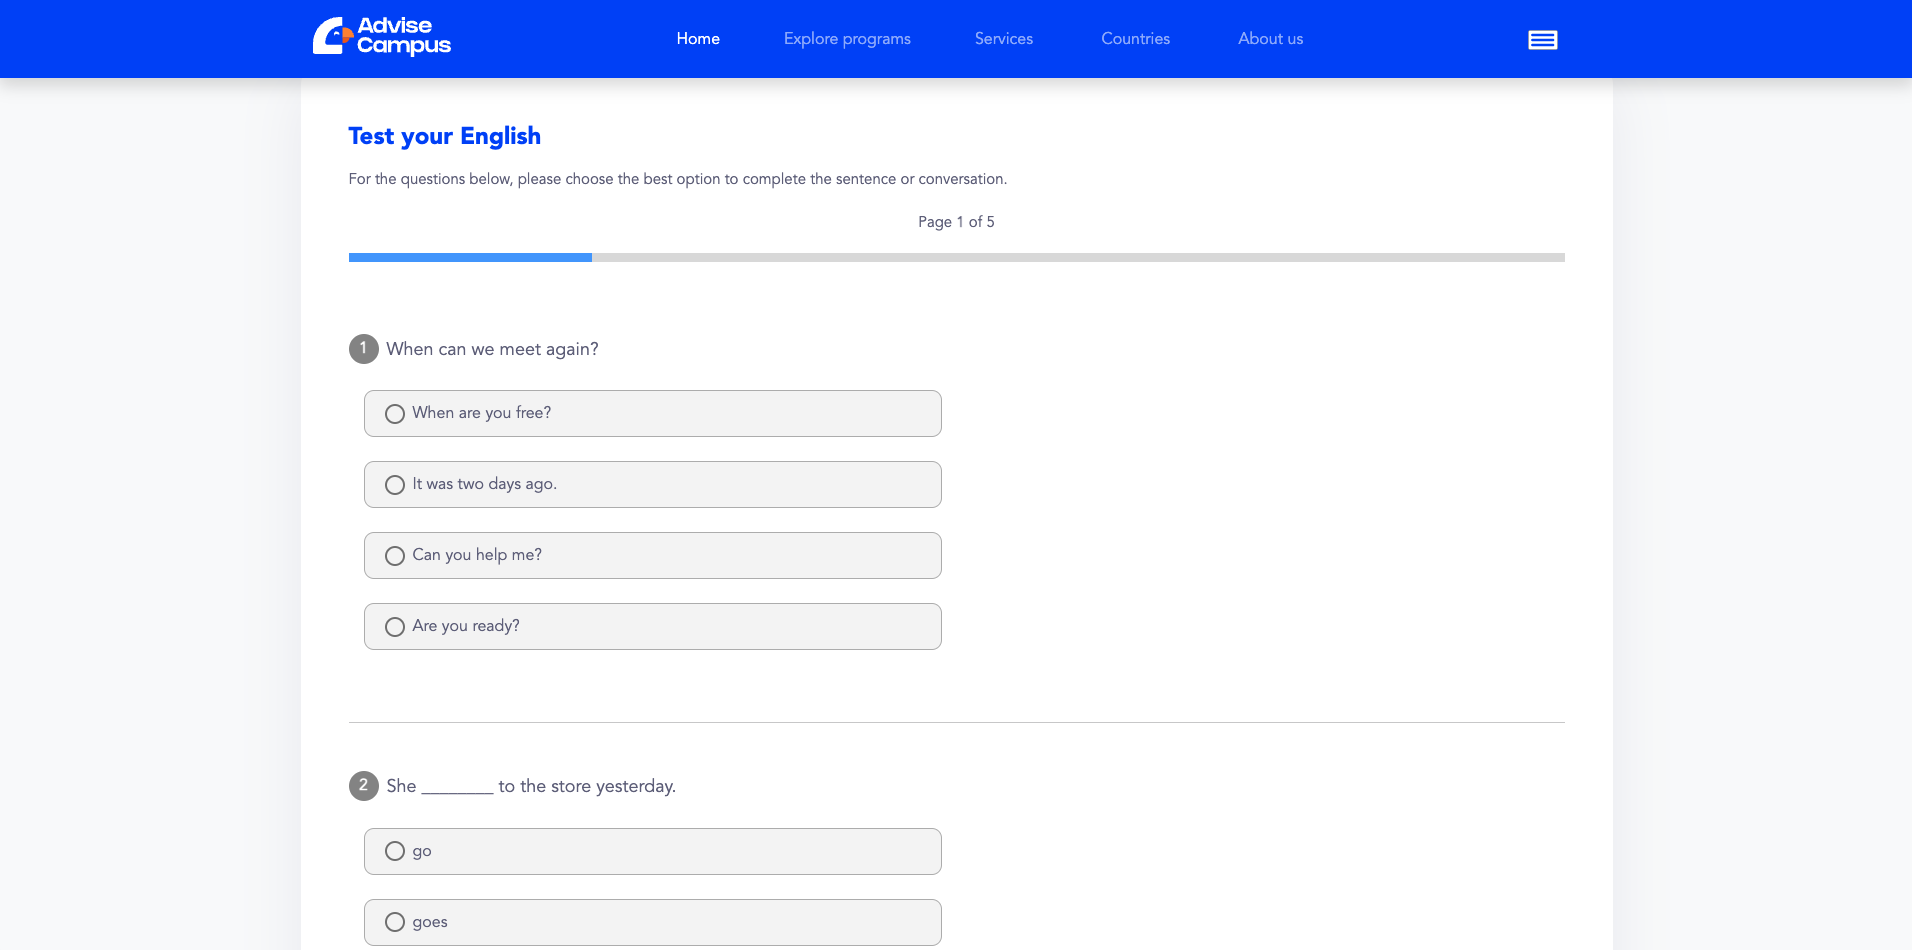 Advise
Campus
Home
Explore programs
Services
Countries
About us
Test your English
For the questions below, please choose the best option to complete the sentence or conversation.
Page 1 of 5
1 When can we meet again?
When are you free?
It was two days ago.
Can you help me?
Are you ready?
2 She ________ to the store yesterday.
go
goes